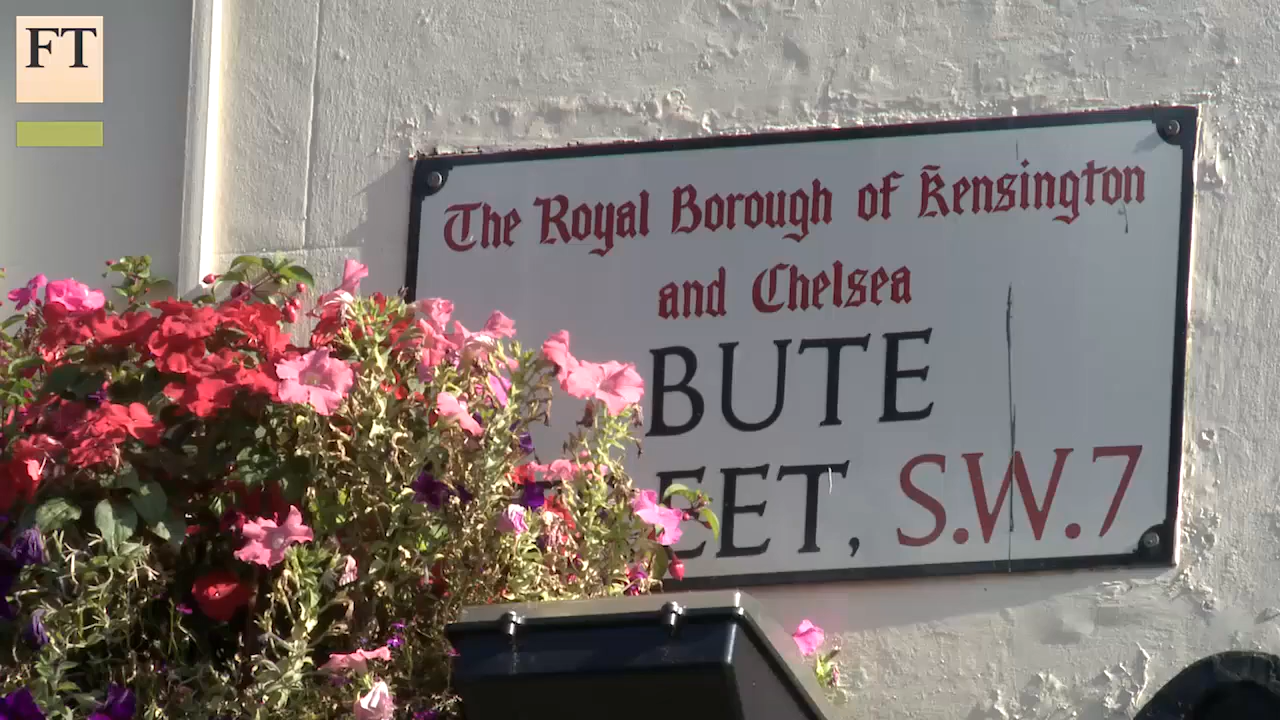 FT
The Royal Borough of Kensington
and Chelsea
BUTE
EET, S.W.7